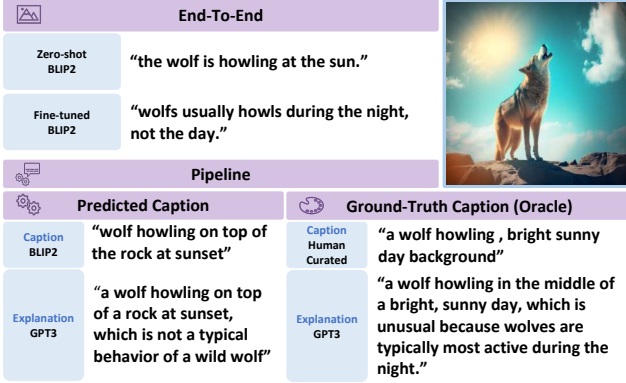 End-To-End
Zero-shot
BLIP2
“the wolf is howling at the sun.”
Fine-tuned
BLIP2
“wolfs usually howls during the night,
not the day.”
Pipeline
Predicted Caption
Caption
BLIP2
“wolf howling on top of
the rock at sunset”
Explanation
GPT3
“a wolf howling on top
of a rock at sunset,
which is not a typical
behavior of a wild wolf”
Ground-Truth Caption (Oracle)
Caption
Human
Curated
“a wolf howling , bright sunny
day background”
Explanation
GPT3
“a wolf howling in the middle of
a bright, sunny day, which is
unusual because wolves are
typically most active during the
night.”